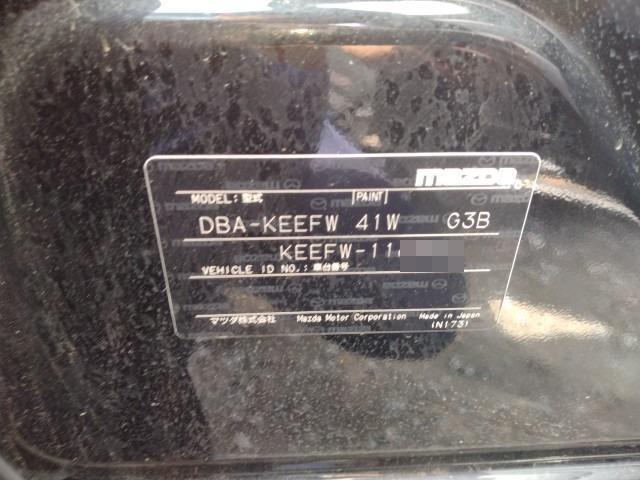 mazda
MODEL: 型式 PAINT
DBA-KEEFW 41W G3B
KEEFW-11
VEHICLE ID NO.: 車台番号
マツダ株式会社 Mazda Motor Corporation Made in Japan
(N173)